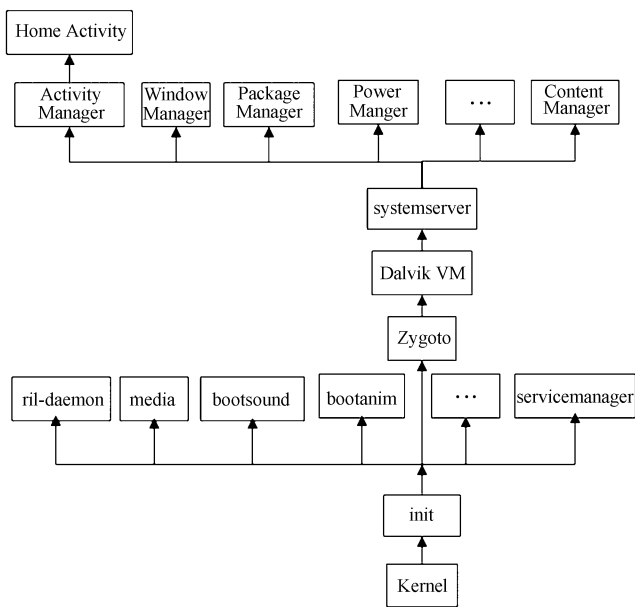 Home Activity
Activity
Manager
Window
Manager
Package
Manager
Power
Manger
...
Content
Manager
systemserver
Dalvik VM
Zygoto
ril-daemon
media
bootsound
bootanim
...
servicemanager
init
Kernel